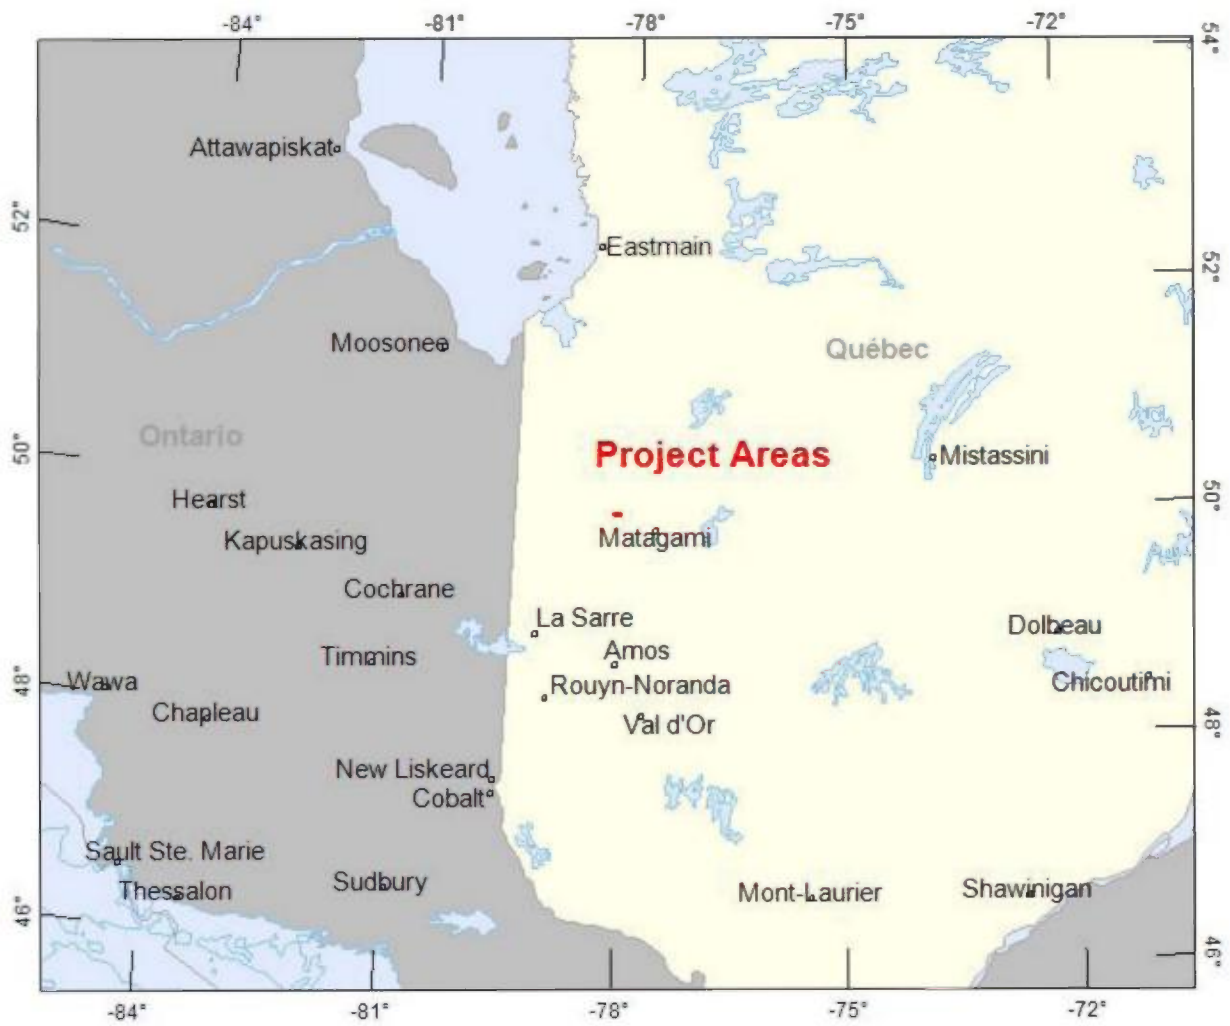 -84° -81° -78° -75° -72°
54°
Attawapiskat
52°
Eastmain
52°
Moosonee
Québec
Ontario
50°
Project Areas
Mistassini
Hearst
50°
Kapuskasing
Matagami
Cochrane
La Sarre
Dolbeau
Timmins
Amos
Wawa
48°
Rouyn-Noranda
Chicoutimi
Chapleau
Val d'Or
48°
New Liskeard
Cobalt
Sault Ste. Marie
Thessalon
Sudbury
Mont-Laurier
Shawinigan
46°
46°
-84° -81° -78° -75° -72°